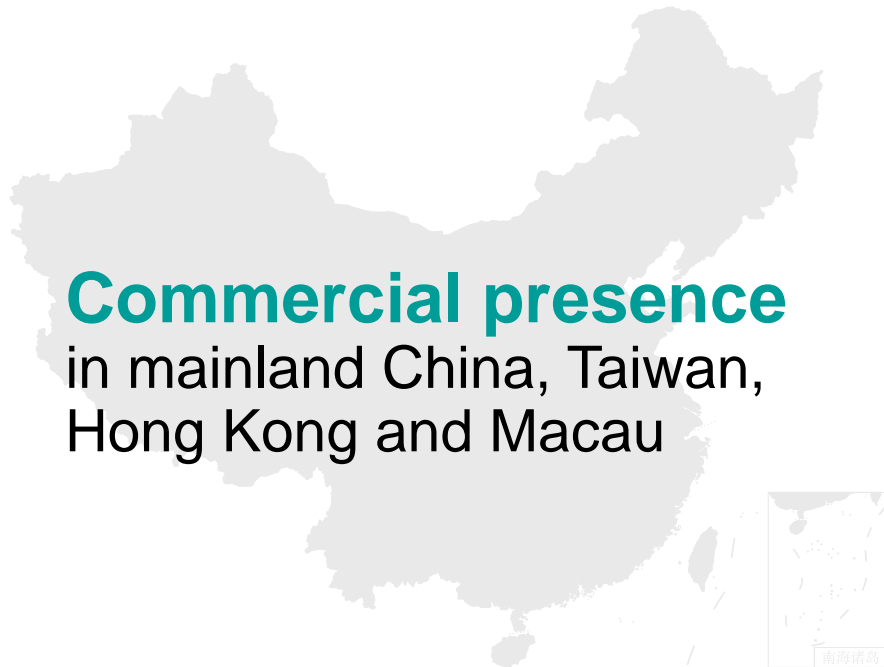 Commercial presence
in mainland China, Taiwan,
Hong Kong and Macau
南海诸岛